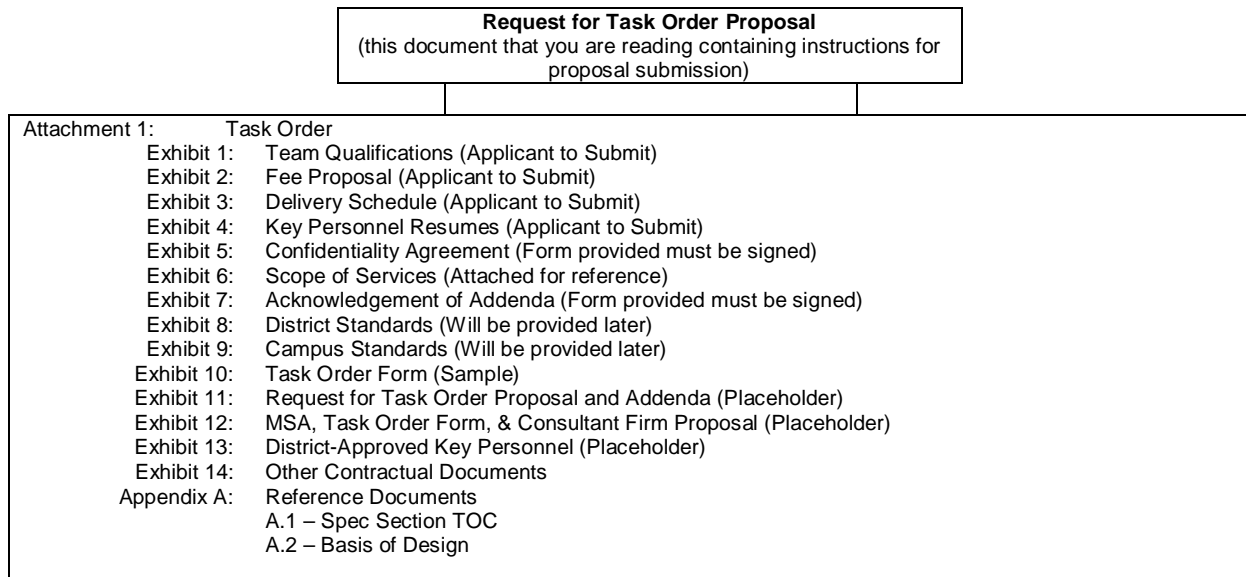 Request for Task Order Proposal
(this document that you are reading containing instructions for
proposal submission)
Attachment 1: Task Order
Exhibit 1: Team Qualifications (Applicant to Submit)
Exhibit 2: Fee Proposal (Applicant to Submit)
Exhibit 3: Delivery Schedule (Applicant to Submit)
Exhibit 4: Key Personnel Resumes (Applicant to Submit)
Exhibit 5: Confidentiality Agreement (Form provided must be signed)
Exhibit 6: Scope of Services (Attached for reference)
Exhibit 7: Acknowledgement of Addenda (Form provided must be signed)
Exhibit 8: District Standards (Will be provided later)
Exhibit 9: Campus Standards (Will be provided later)
Exhibit 10: Task Order Form (Sample)
Exhibit 11: Request for Task Order Proposal and Addenda (Placeholder)
Exhibit 12: MSA, Task Order Form, & Consultant Firm Proposal (Placeholder)
Exhibit 13: District-Approved Key Personnel (Placeholder)
Exhibit 14: Other Contractual Documents
Appendix A: Reference Documents
A.1 – Spec Section TOC
A.2 – Basis of Design